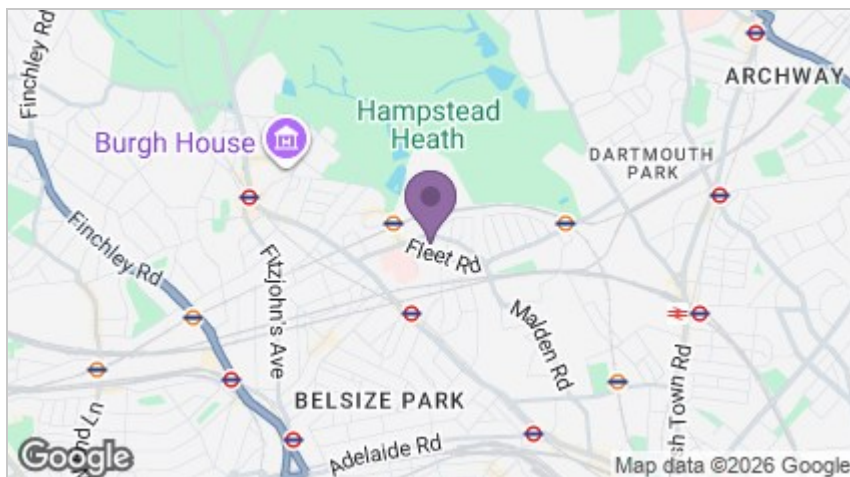 Finchley Rd
ARCHWAY
Hampstead
Heath
Burgh House
DARTMOUTH
PARK
Finchley Rd
Fitzjohn's Ave
Fleet Rd
Malden Rd
BELSIZE PARK
Adelaide Rd
Google
Map data ©2026 Google